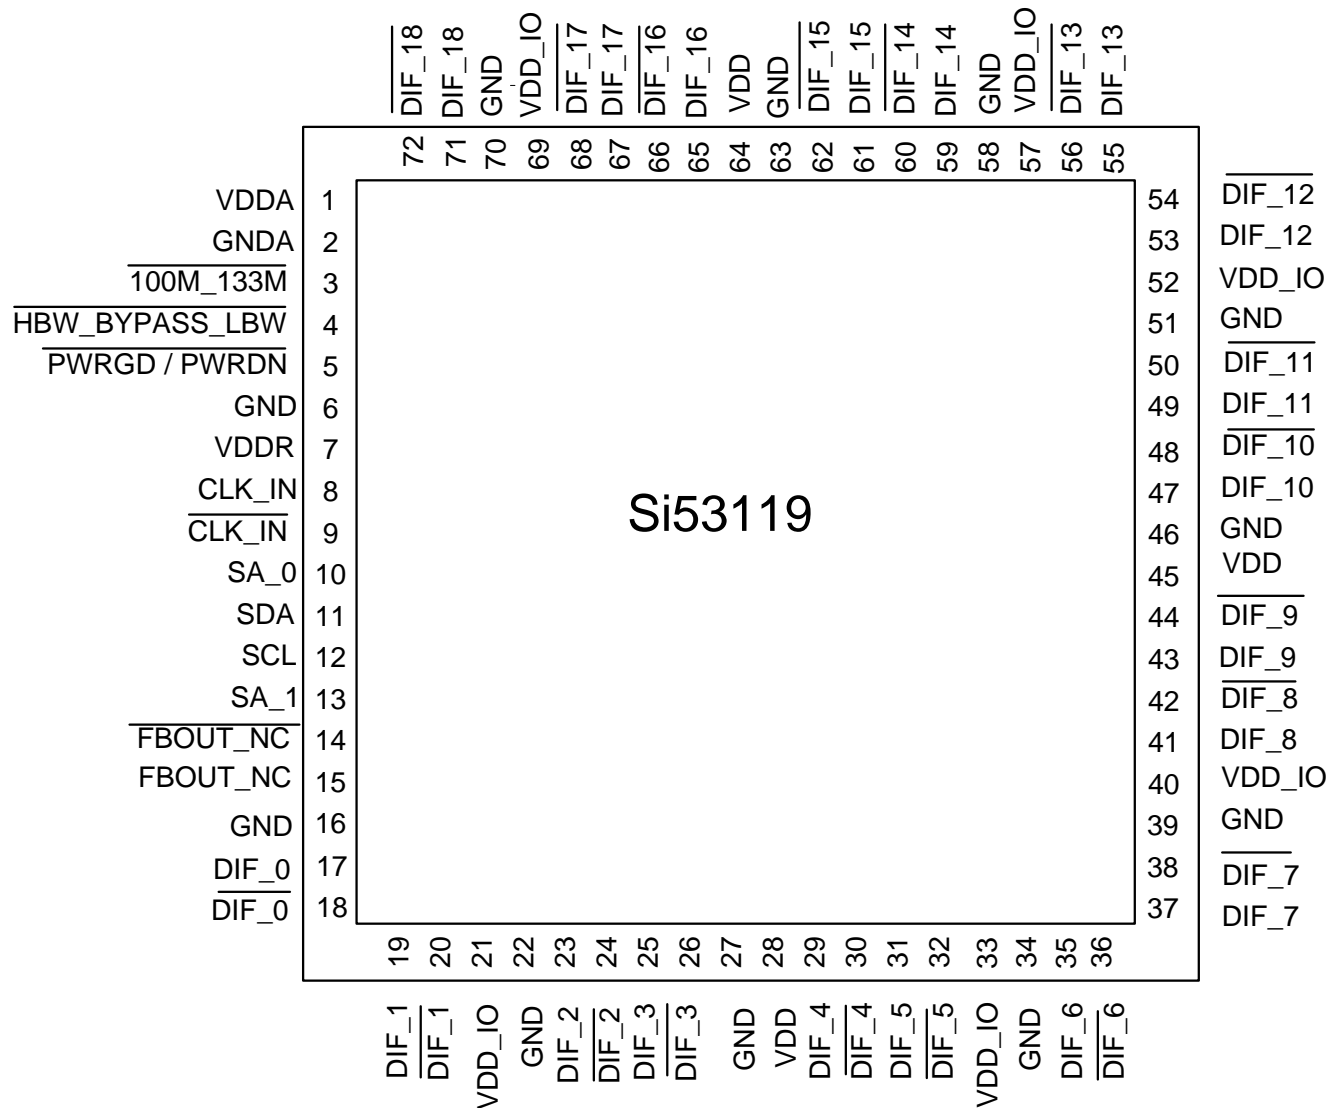 DIF_18
DIF_18
GND
VDD_IO
DIF_17
DIF_17
DIF_16
DIF_16
VDD
GND
DIF_15
DIF_15
DIF_14
DIF_14
GND
VDD_IO
DIF_13
DIF_13
72
71
70
69
68
67
66
65
64
63
62
61
60
59
58
57
56
55
VDDA 1
GNDA 2
100M_133M 3
HBW_BYPASS_LBW 4
PWRGD / PWRDN 5
GND 6
VDDR 7
CLK_IN 8
CLK_IN 9
SA_0 10
SDA 11
SCL 12
SA_1 13
FBOUT_NC 14
FBOUT_NC 15
GND 16
DIF_0 17
DIF_0 18
Si53119
54 DIF_12
53 DIF_12
52 VDD_IO
51 GND
50 DIF_11
49 DIF_11
48 DIF_10
47 DIF_10
46 GND
45 VDD
44 DIF_9
43 DIF_9
42 DIF_8
41 DIF_8
40 VDD_IO
39 GND
38 DIF_7
37 DIF_7
19
20
21
22
23
24
25
26
27
28
29
30
31
32
33
34
35
36
DIF_1
DIF_1
VDD_IO
GND
DIF_2
DIF_2
DIF_3
DIF_3
GND
VDD
DIF_4
DIF_4
DIF_5
DIF_5
VDD_IO
GND
DIF_6
DIF_6